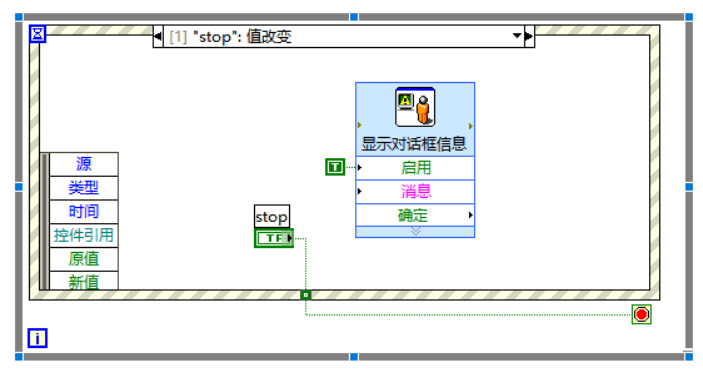 [1] "stop": 值改变
显示对话框信息
T
启用
消息
确定
源
类型
时间
控件引用
原值
新值
stop
TF
i